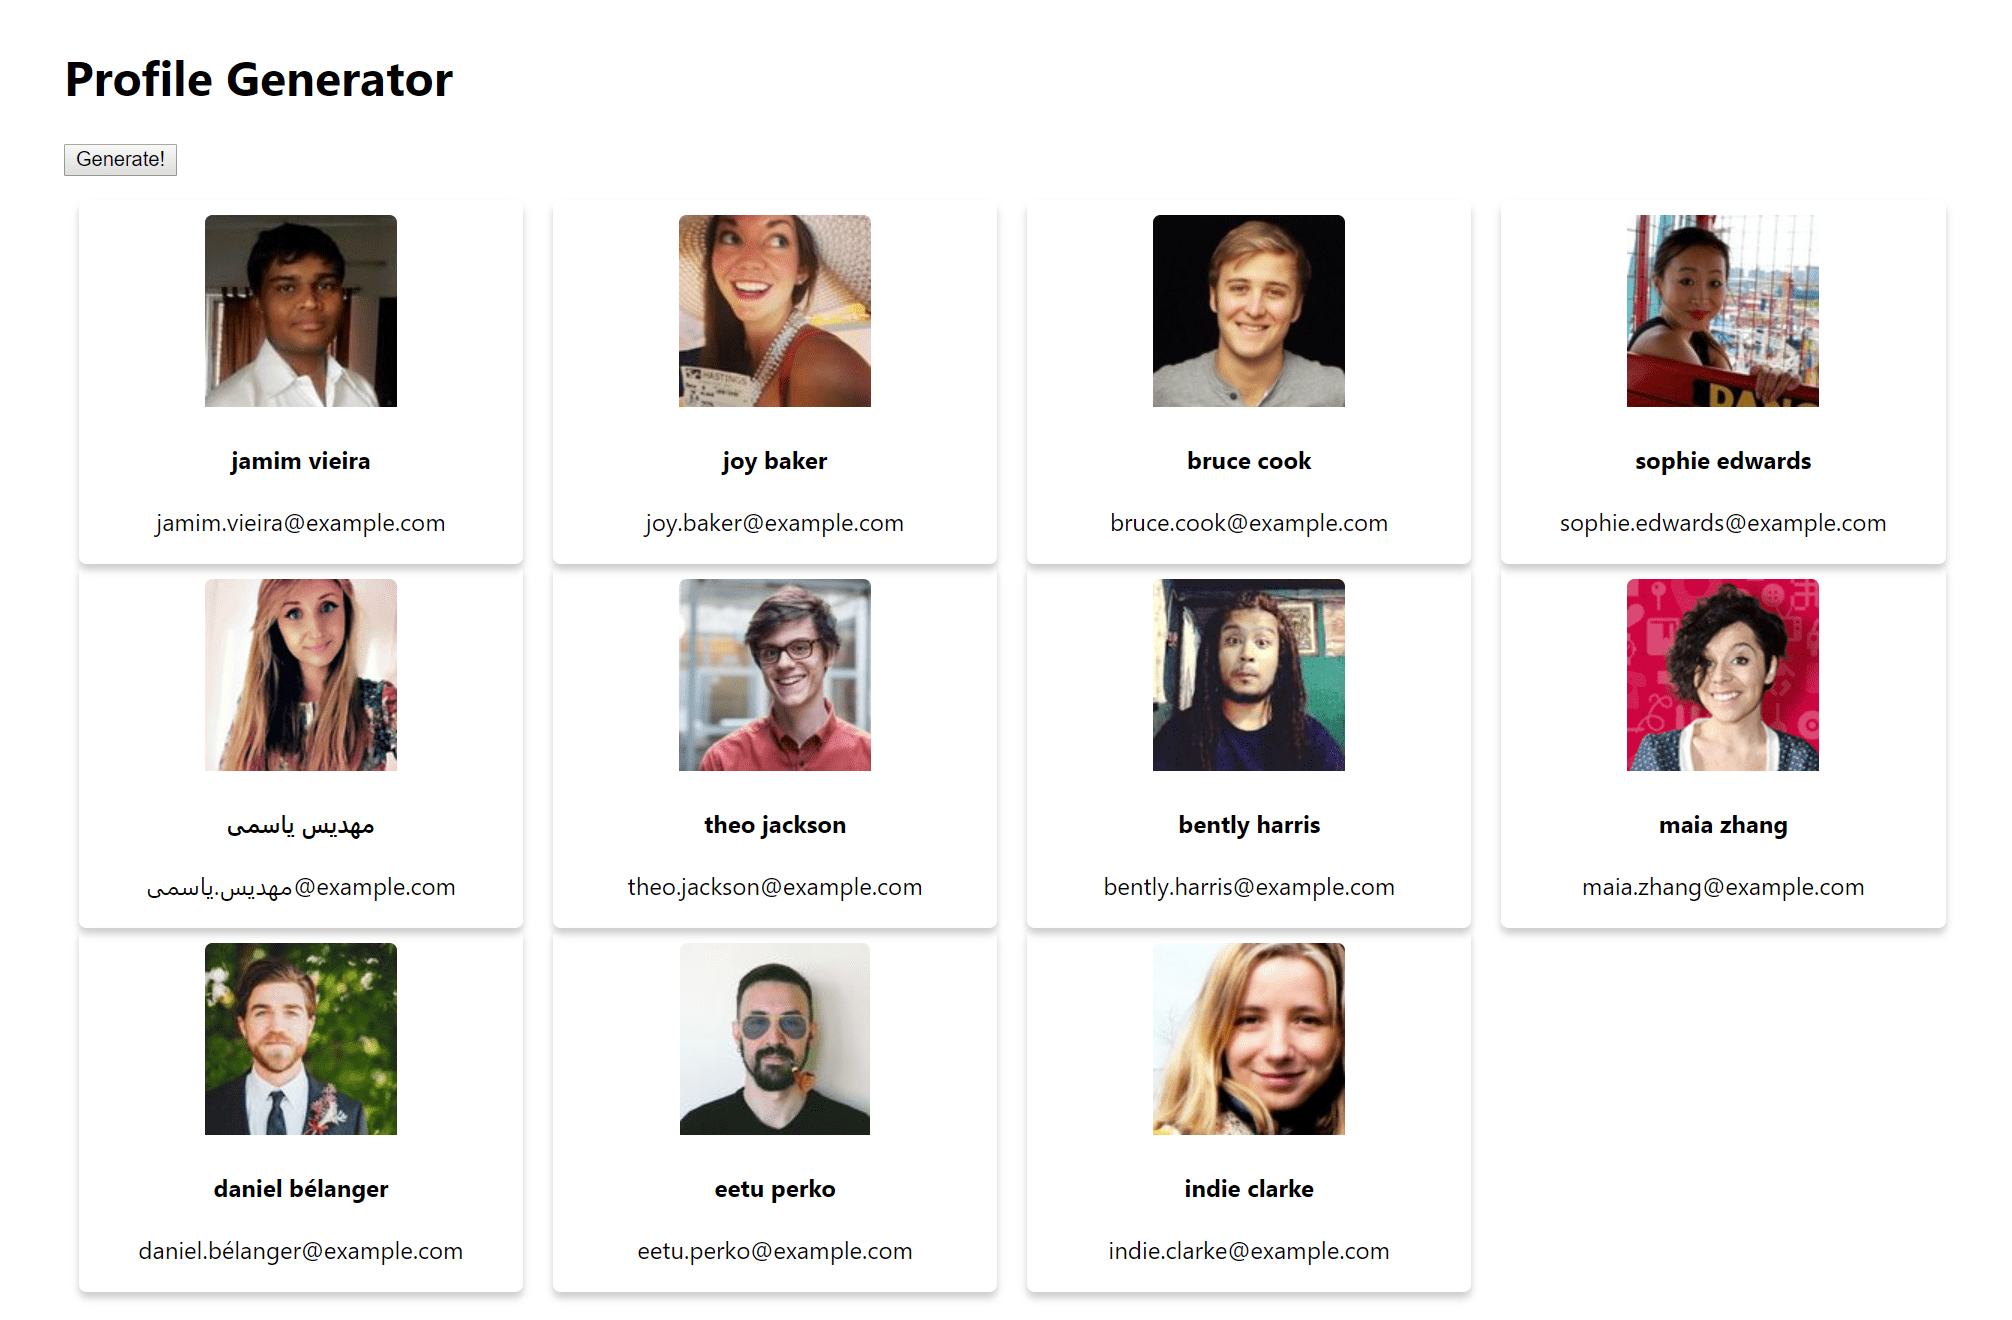 Profile Generator
Generate!
HASTINGS
DANG
jamim vieira
joy baker
bruce cook
sophie edwards
jamim.vieira@example.com
joy.baker@example.com
bruce.cook@example.com
sophie.edwards@example.com
مهدیس یاسمی
theo jackson
bently harris
maia zhang
مهدیس.یاسمی@example.com
theo.jackson@example.com
bently.harris@example.com
maia.zhang@example.com
daniel bélanger
eetu perko
indie clarke
daniel.bélanger@example.com
eetu.perko@example.com
indie.clarke@example.com